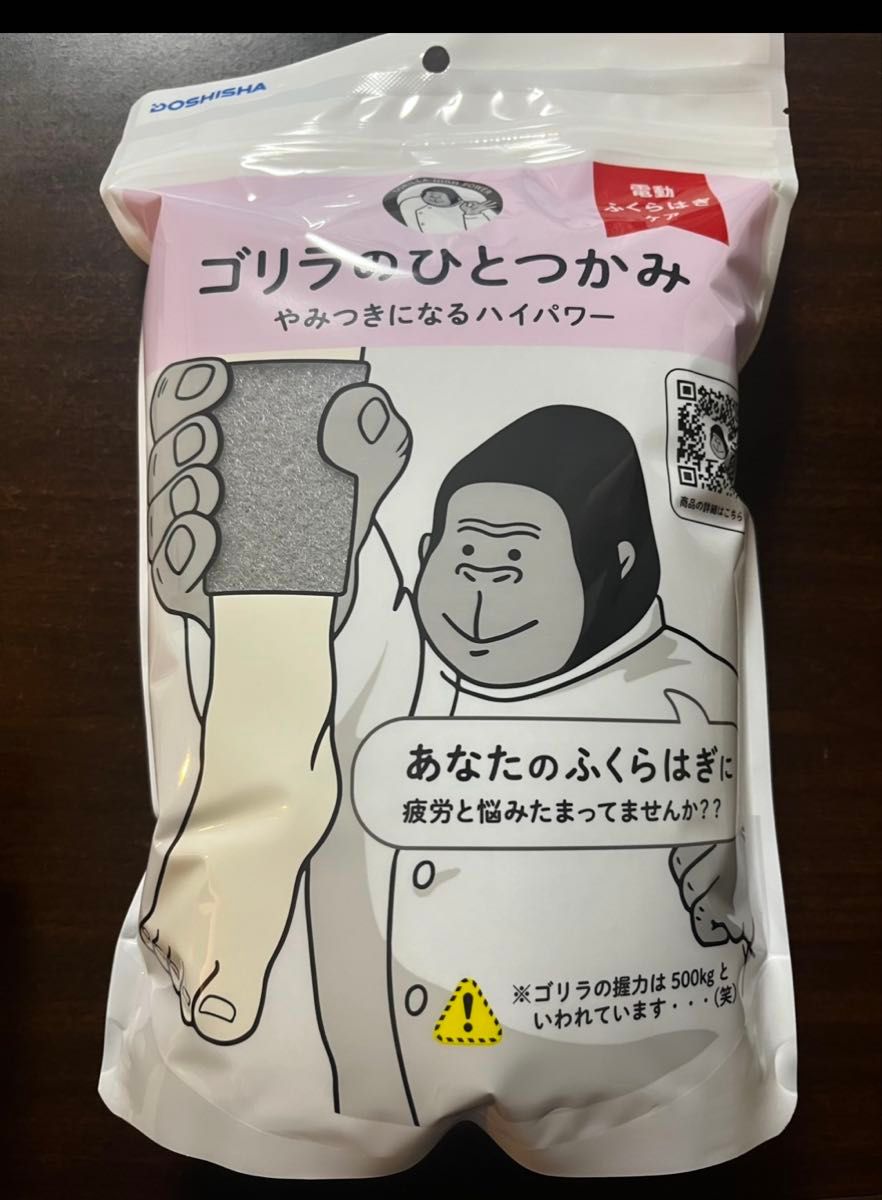 DOSHISHA
電動
ふくらはぎ
ケア
ゴリラのひとつかみ
やみつきになるハイパワー
商品の詳細はこちら
あなたのふくらはぎに
疲労と悩みたまってませんか??
※ゴリラの握力は500kgと
いわれています・・・(笑)